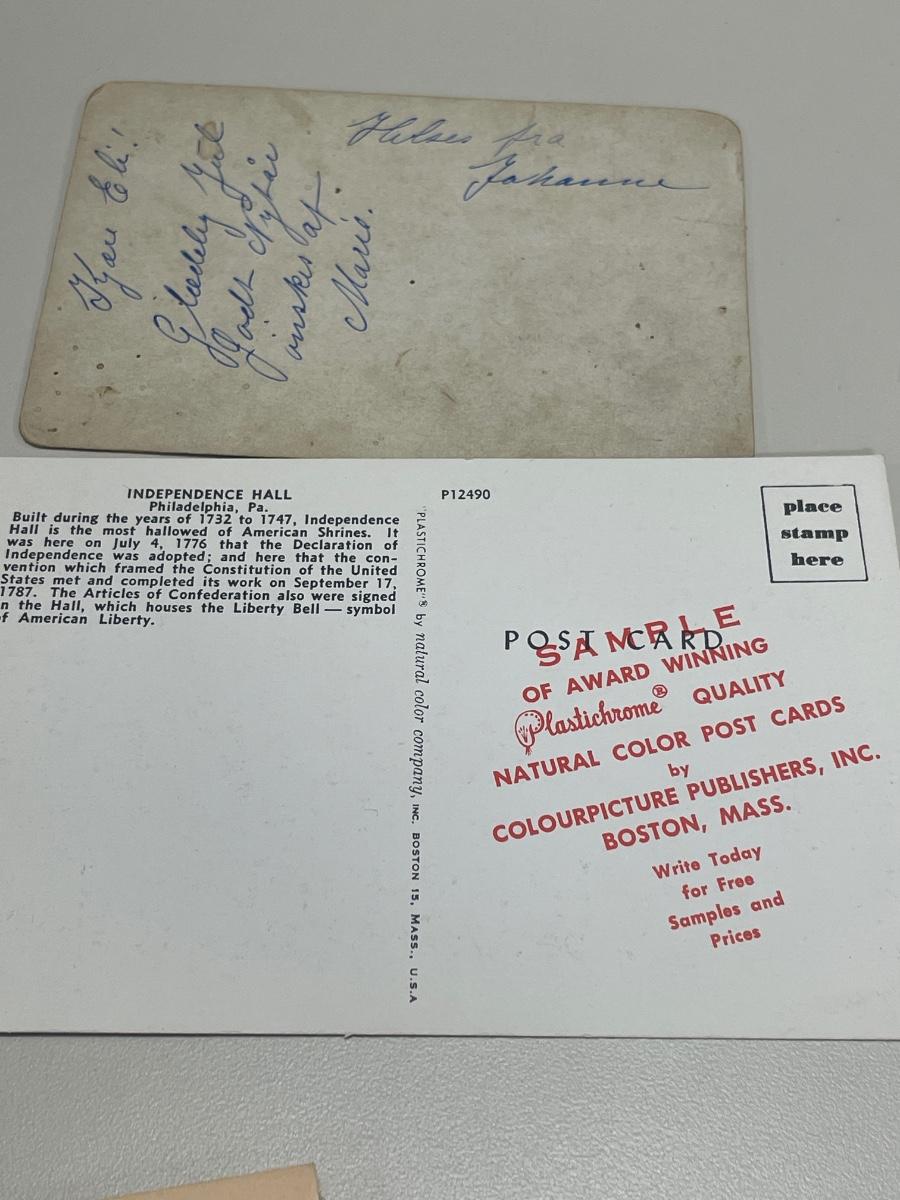 Kjære Eli!
Glædelig Jul
Godt Nytår
ønskes af
Marie.
Hilsen fra
Johanne
INDEPENDENCE HALL
Philadelphia, Pa.
Built during the years of 1732 to 1747, Independence
Hall is the most hallowed of American Shrines. It
was here on July 4, 1776 that the Declaration of
Independence was adopted; and here that the con-
vention which framed the Constitution of the United
States met and completed its work on September 17,
1787. The Articles of Confederation also were signed
n the Hall, which houses the Liberty Bell — symbol
f American Liberty.
P12490
"PLASTICHROME"® by natural color company, INC. BOSTON 15, MASS., U.S.A
place
stamp
here
POST CARD
SAMPLE
OF AWARD WINNING
Plastichrome® QUALITY
NATURAL COLOR POST CARDS
by
COLOURPICTURE PUBLISHERS, INC.
BOSTON, MASS.
Write Today
for Free
Samples and
Prices